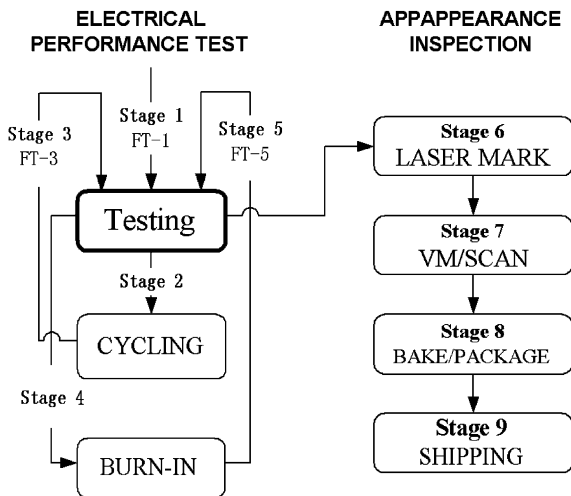 ELECTRICAL
PERFORMANCE TEST
APPAPPEARANCE
INSPECTION
Stage 3
FT-3
Stage 1
FT-1
Stage 5
FT-5
Testing
Stage 2
CYCLING
Stage 4
BURN-IN
Stage 6
LASER MARK
Stage 7
VM/SCAN
Stage 8
BAKE/PACKAGE
Stage 9
SHIPPING